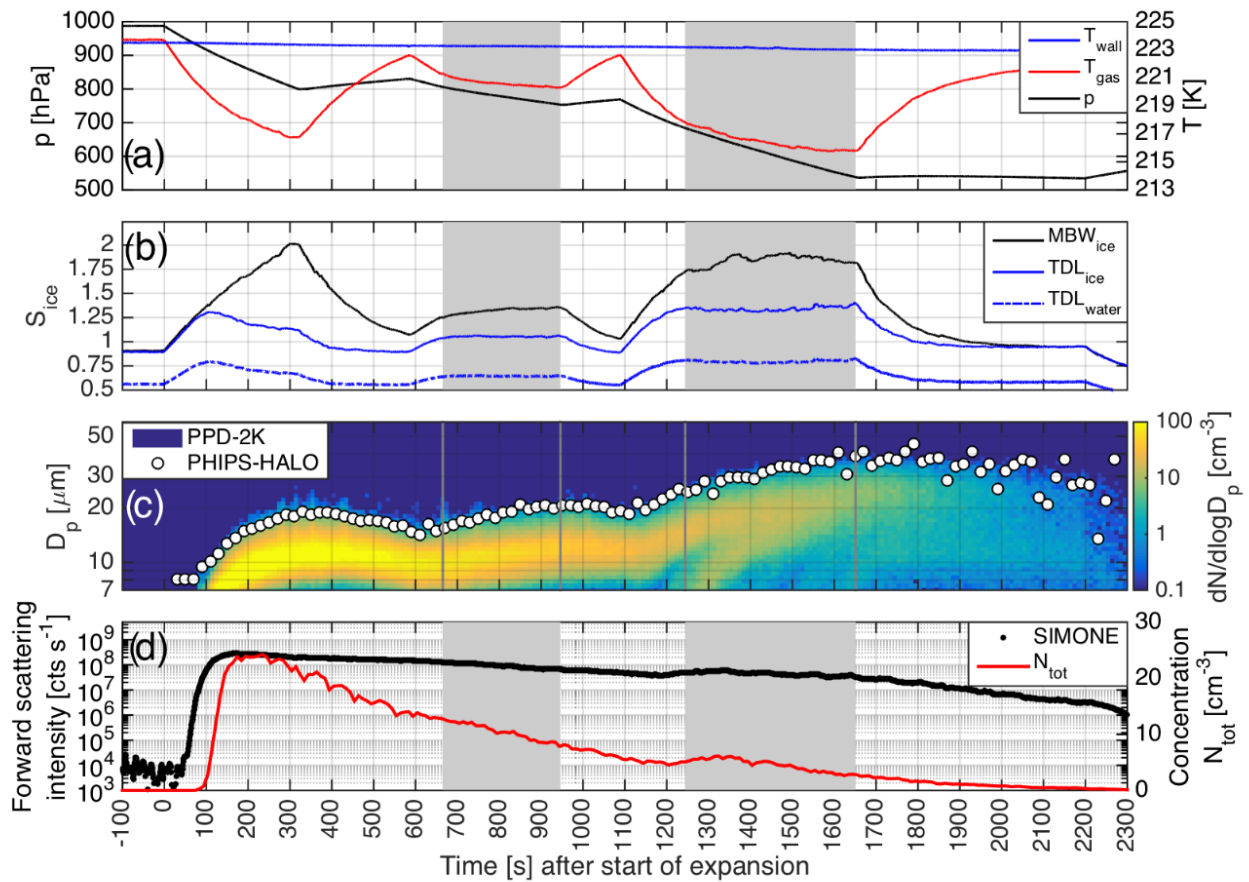 1000
900
800
700
600
500
p [hPa]
(a)
T_wall
T_gas
p
225
223
221
219
217
215
213
T [K]
(b)
2
1.75
1.5
1.25
1
0.75
0.5
S_ice
MBW_ice
TDL_ice
TDL_water
50
30
20
10
7
D_p [μm]
PPD-2K
PHIPS-HALO
(c)
100
10
1
0.1
dN/dlogD_p [cm^-3]
10^9
10^8
10^7
10^6
10^5
10^4
10^3
Forward scattering
intensity [cts s^-1]
(d)
SIMONE
N_tot
30
20
10
0
Concentration
N_tot [cm^-3]
-100 0 100 200 300 400 500 600 700 800 900 1000 1100 1200 1300 1400 1500 1600 1700 1800 1900 2000 2100 2200 2300
Time [s] after start of expansion